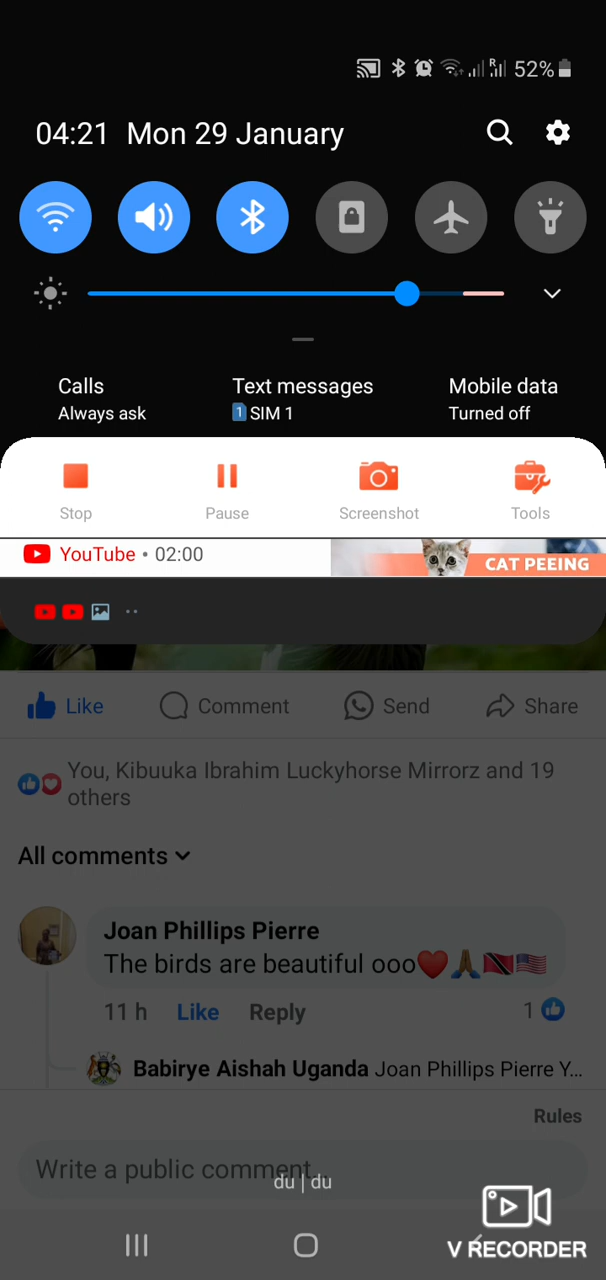 R
52%
04:21 Mon 29 January
Calls
Always ask
Text messages
1 SIM 1
Mobile data
Turned off
Stop
Pause
Screenshot
Tools
YouTube • 02:00
CAT PEEING
Like
Comment
Send
Share
You, Kibuuka Ibrahim Luckyhorse Mirrorz and 19
others
All comments
Joan Phillips Pierre
The birds are beautiful ooo❤️🙏🇹🇹🇺🇸
11 h Like Reply 1
Babirye Aishah Uganda Joan Phillips Pierre Y...
Rules
Write a public comment...
du | du
V RECORDER